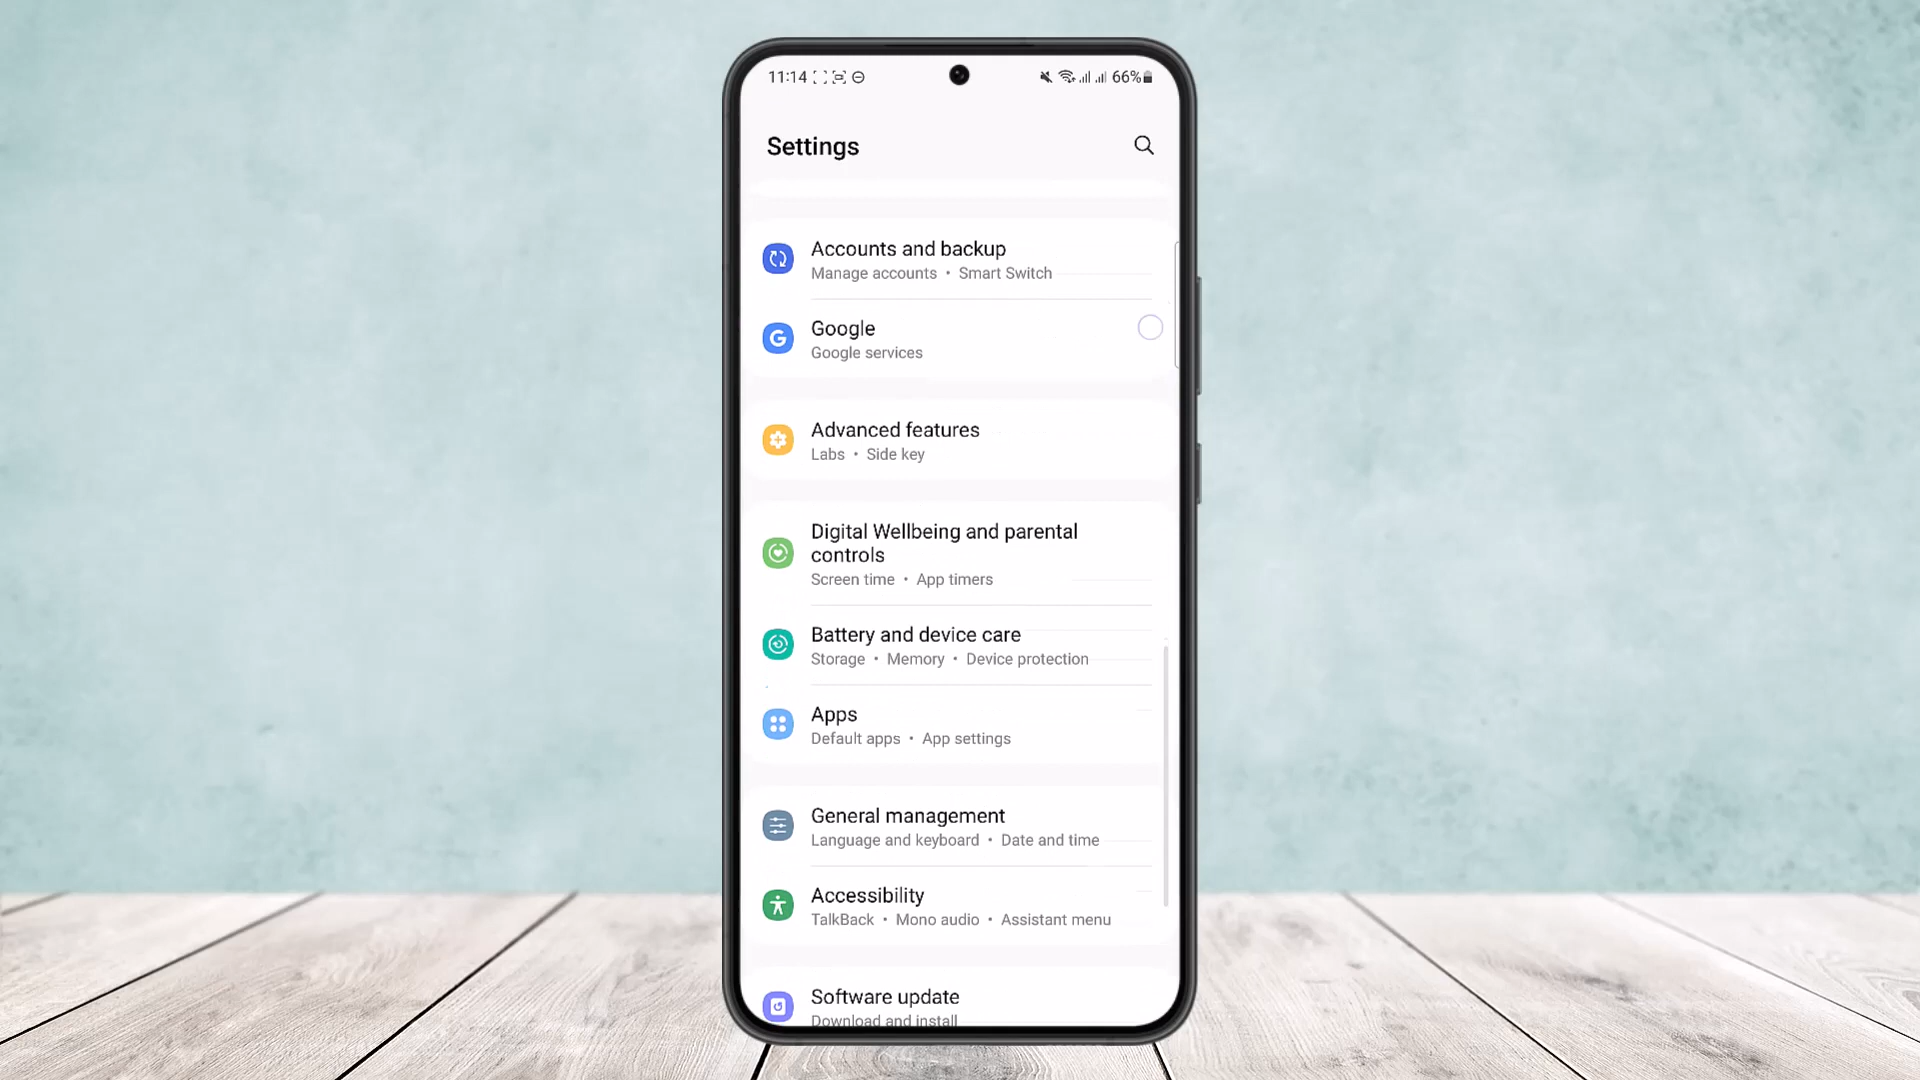 11:14 66%
Settings
Accounts and backup
Manage accounts • Smart Switch
Google
Google services
Advanced features
Labs • Side key
Digital Wellbeing and parental
controls
Screen time • App timers
Battery and device care
Storage • Memory • Device protection
Apps
Default apps • App settings
General management
Language and keyboard • Date and time
Accessibility
TalkBack • Mono audio • Assistant menu
Software update
Download and install